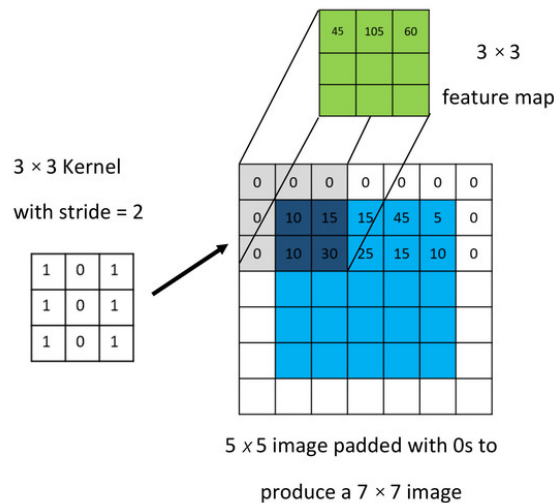 45 105 60
3 × 3
feature map
3 × 3 Kernel
with stride = 2
0 0 0 0 0 0 0
0 10 15 15 45 5 0
0 10 30 25 15 10 0
1 0 1
1 0 1
1 0 1
5 x 5 image padded with 0s to
produce a 7 × 7 image